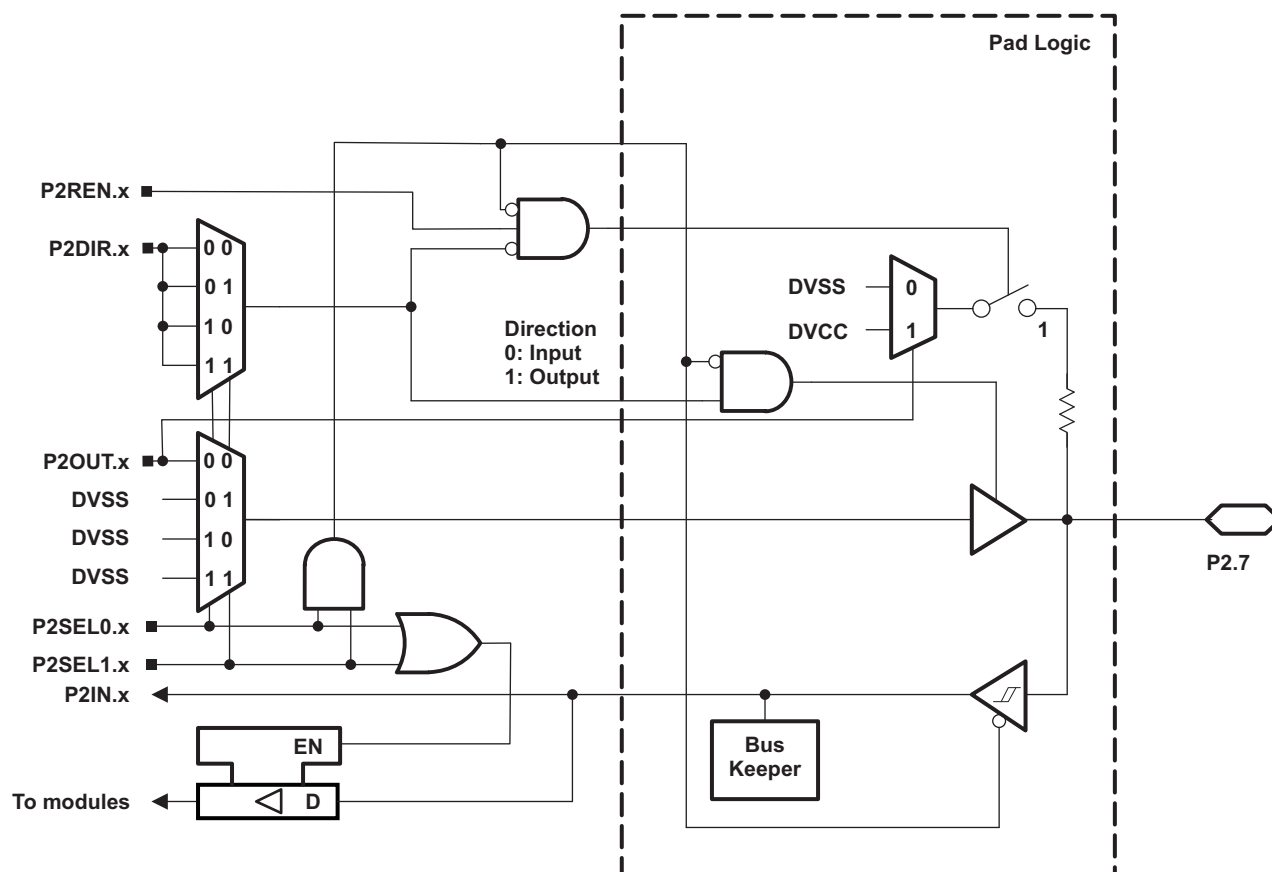 Pad Logic
P2REN.x
P2DIR.x
0 0
0 1
1 0
1 1
Direction
0: Input
1: Output
DVSS
0
DVCC
1
1
P2OUT.x
0 0
DVSS
0 1
DVSS
1 0
DVSS
1 1
P2.7
P2SEL0.x
P2SEL1.x
P2IN.x
EN
Bus
Keeper
To modules
D